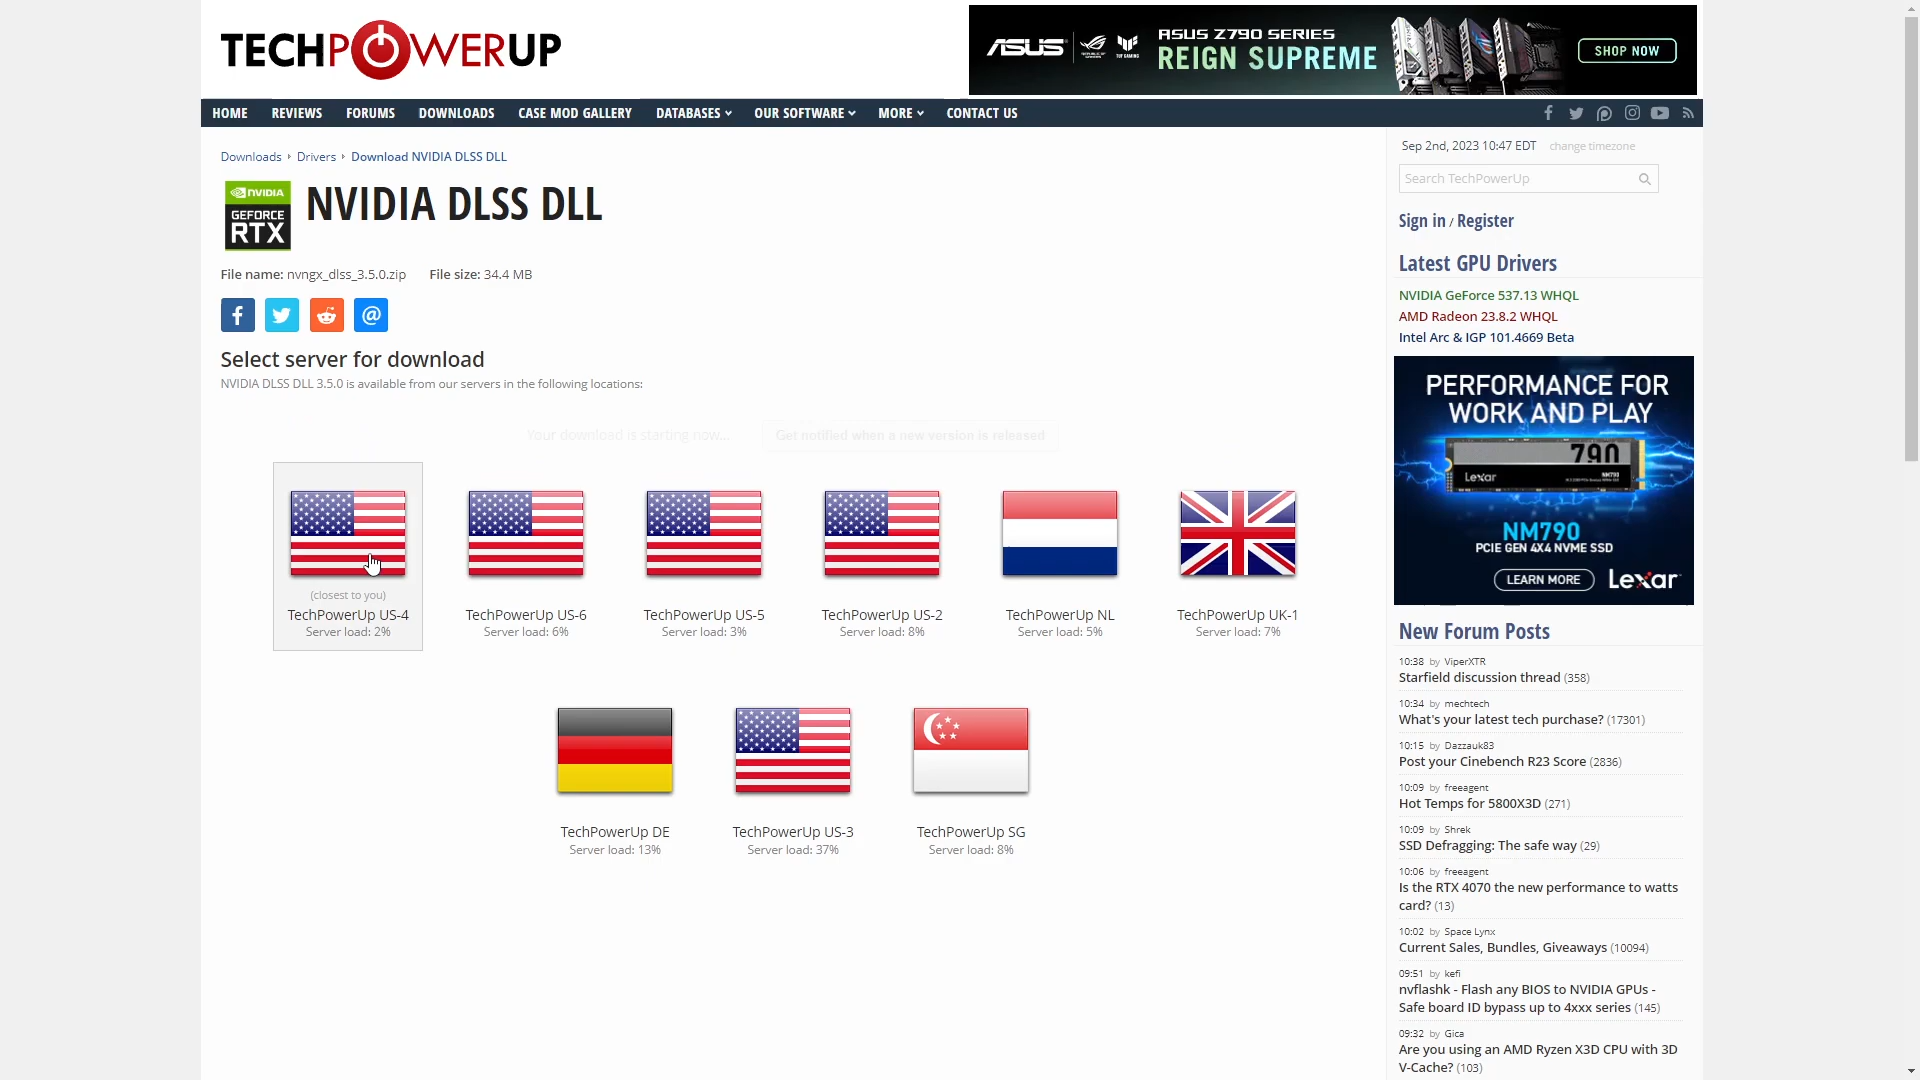 TECHPOWERUP
ASUS
ASUS Z790 SERIES
REIGN SUPREME
SHOP NOW
HOME REVIEWS FORUMS DOWNLOADS CASE MOD GALLERY DATABASES OUR SOFTWARE MORE CONTACT US
Downloads Drivers Download NVIDIA DLSS DLL
NVIDIA
GEFORCE
RTX
NVIDIA DLSS DLL
File name: nvngx_dlss_3.5.0.zip File size: 34.4 MB
Select server for download
NVIDIA DLSS DLL 3.5.0 is available from our servers in the following locations:
Your download is starting now... Get notified when a new version is released
(closest to you)
TechPowerUp US-4
Server load: 2%
TechPowerUp US-6
Server load: 6%
TechPowerUp US-5
Server load: 3%
TechPowerUp US-2
Server load: 8%
TechPowerUp NL
Server load: 5%
TechPowerUp UK-1
Server load: 7%
TechPowerUp DE
Server load: 13%
TechPowerUp US-3
Server load: 37%
TechPowerUp SG
Server load: 8%
Sep 2nd, 2023 10:47 EDT change timezone
Search TechPowerUp
Sign in / Register
Latest GPU Drivers
NVIDIA GeForce 537.13 WHQL
AMD Radeon 23.8.2 WHQL
Intel Arc & IGP 101.4669 Beta
PERFORMANCE FOR
WORK AND PLAY
790
Lexar
NM790
PCIE GEN 4X4 NVME SSD
LEARN MORE
Lexar
New Forum Posts
10:38 by ViperXTR
Starfield discussion thread (358)
10:34 by mechtech
What's your latest tech purchase? (17301)
10:15 by Dazzauk83
Post your Cinebench R23 Score (2836)
10:09 by freeagent
Hot Temps for 5800X3D (271)
10:09 by Shrek
SSD Defragging: The safe way (29)
10:06 by freeagent
Is the RTX 4070 the new performance to watts
card? (13)
10:02 by Space Lynx
Current Sales, Bundles, Giveaways (10094)
09:51 by kefi
nvflashk - Flash any BIOS to NVIDIA GPUs -
Safe board ID bypass up to 4xxx series (145)
09:32 by Gica
Are you using an AMD Ryzen X3D CPU with 3D
V-Cache? (103)